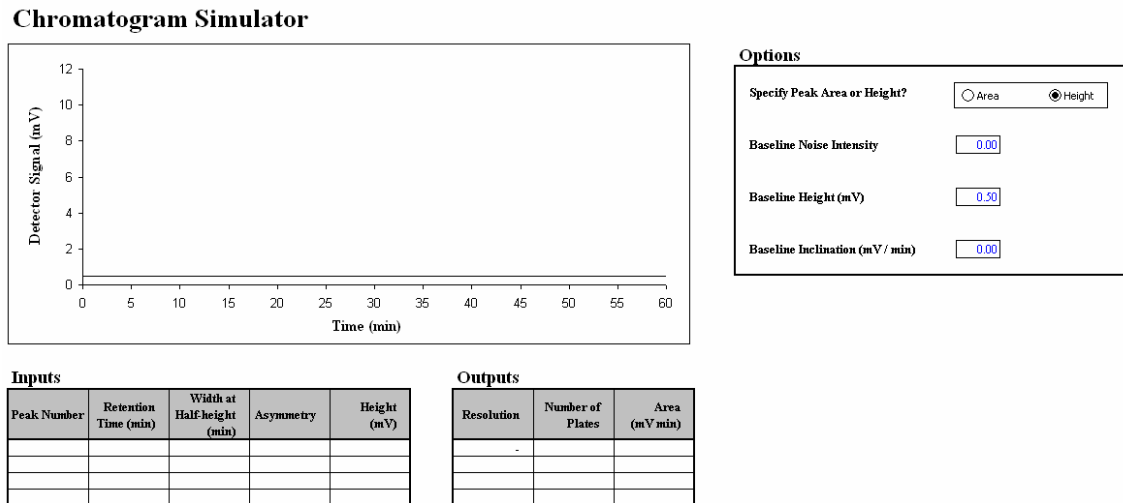 Chromatogram Simulator
12
10
8
6
4
2
0
Detector Signal (mV)
0 5 10 15 20 25 30 35 40 45 50 55 60
Time (min)
Options
Specify Peak Area or Height? Area Height
Baseline Noise Intensity 0.00
Baseline Height (mV) 0.50
Baseline Inclination (mV / min) 0.00
Inputs
Peak Number
Retention
Time (min)
Width at
Half-height
(min)
Asymmetry
Height
(mV)
Outputs
Resolution
Number of
Plates
Area
(mV min)
-